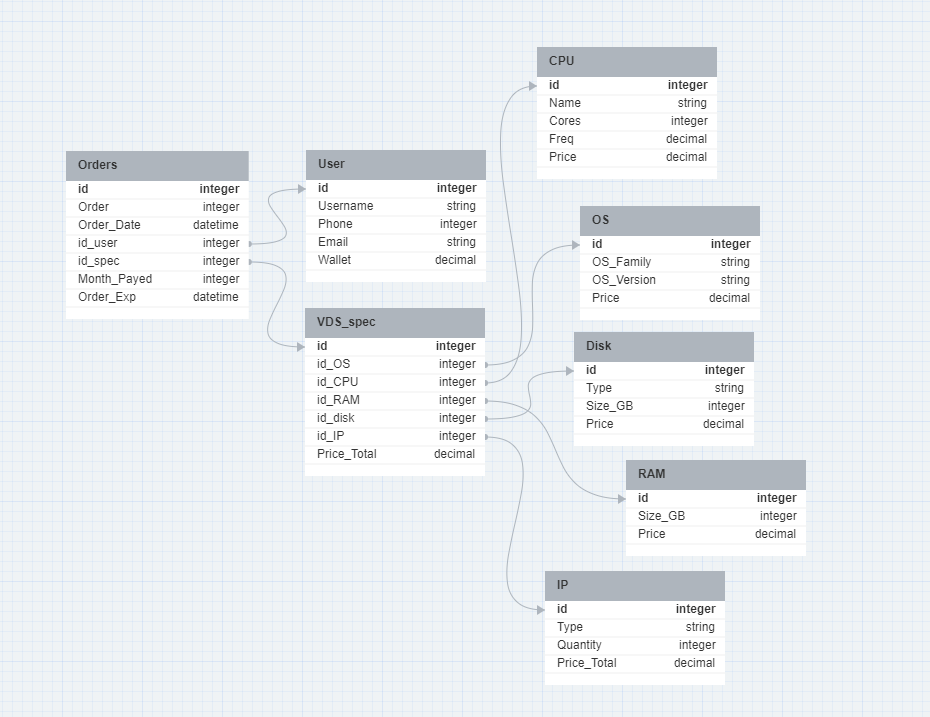 Orders
id integer
Order integer
Order_Date datetime
id_user integer
id_spec integer
Month_Payed integer
Order_Exp datetime
User
id integer
Username string
Phone integer
Email string
Wallet decimal
VDS_spec
id integer
id_OS integer
id_CPU integer
id_RAM integer
id_disk integer
id_IP integer
Price_Total decimal
CPU
id integer
Name string
Cores integer
Freq decimal
Price decimal
OS
id integer
OS_Family string
OS_Version string
Price decimal
Disk
id integer
Type string
Size_GB integer
Price decimal
RAM
id integer
Size_GB integer
Price decimal
IP
id integer
Type string
Quantity integer
Price_Total decimal